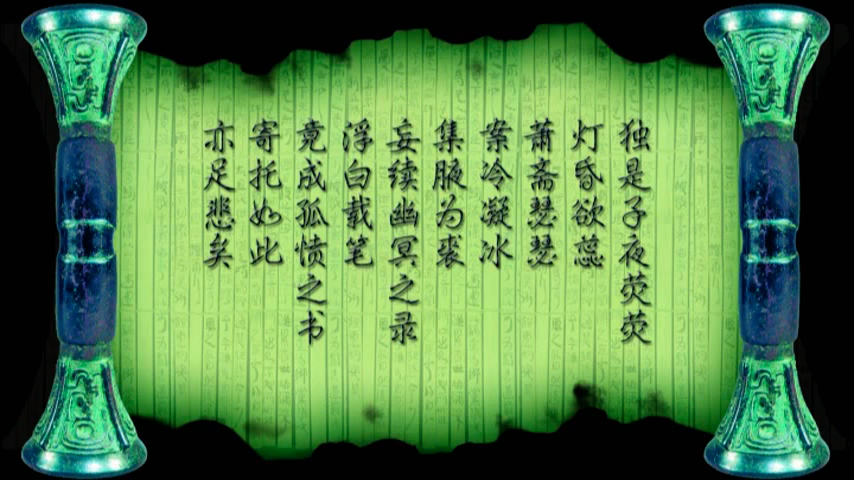 独是子夜荧荧
灯昏欲蕊
萧斋瑟瑟
案冷凝冰
集腋为裘
妄续幽冥之录
浮白载笔
竟成孤愤之书
寄托如此
亦足悲矣